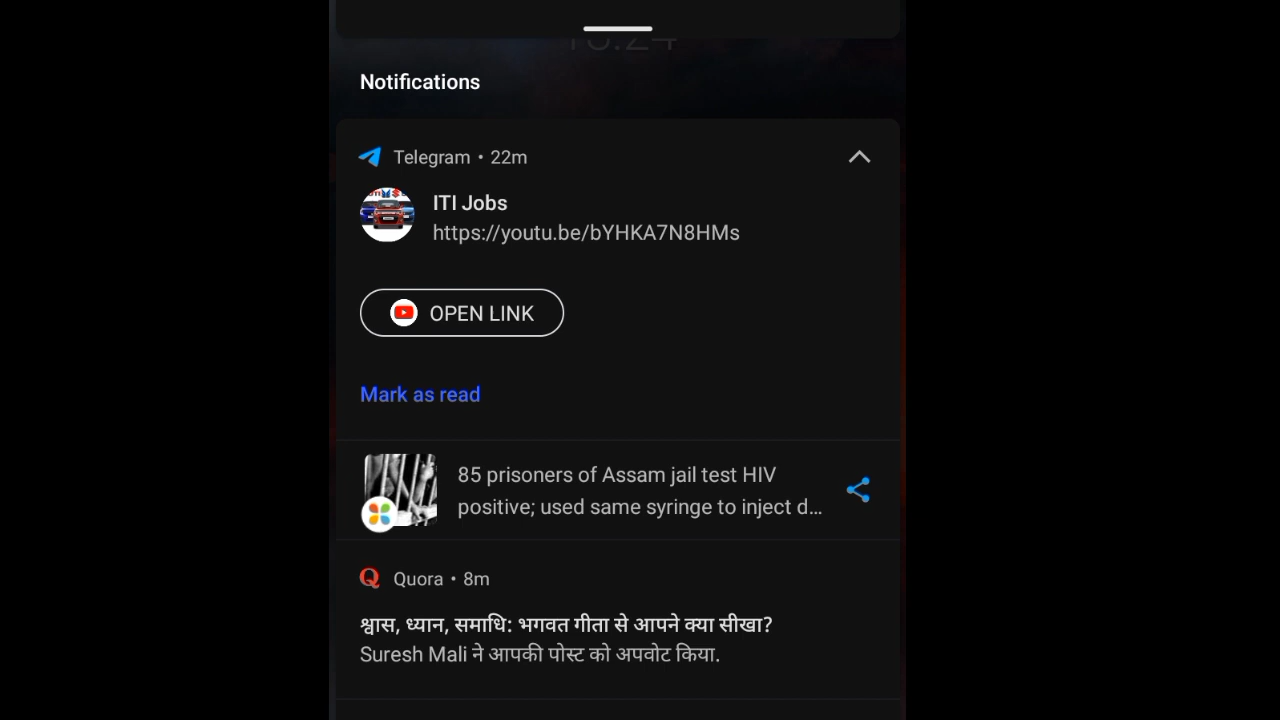 Notifications
Telegram • 22m
ITI Jobs
https://youtu.be/bYHKA7N8HMs
OPEN LINK
Mark as read
85 prisoners of Assam jail test HIV
positive; used same syringe to inject d...
Quora • 8m
श्वास, ध्यान, समाधि: भगवत गीता से आपने क्या सीखा?
Suresh Mali ने आपकी पोस्ट को अपवोट किया.